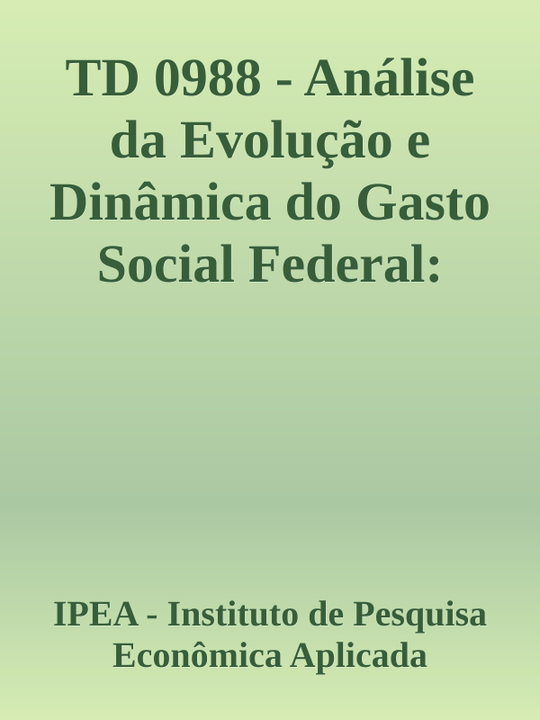 TD 0988 - Análise
da Evolução e
Dinâmica do Gasto
Social Federal:
IPEA - Instituto de Pesquisa
Econômica Aplicada